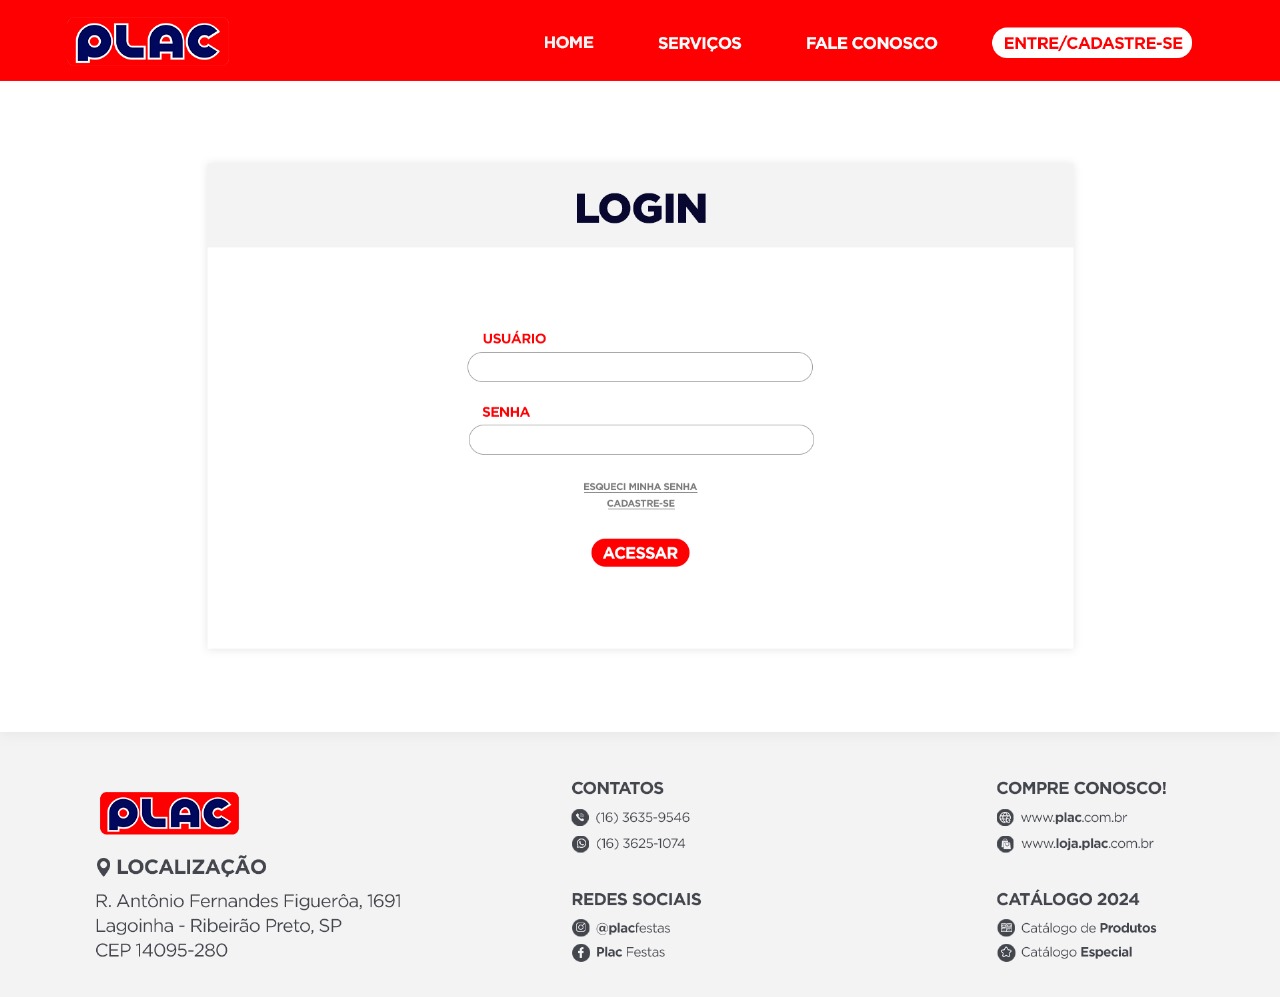 PLAC
HOME
SERVIÇOS
FALE CONOSCO
ENTRE/CADASTRE-SE
LOGIN
USUÁRIO
SENHA
ESQUECI MINHA SENHA
CADASTRE-SE
ACESSAR
PLAC
LOCALIZAÇÃO
R. Antônio Fernandes Figuerôa, 1691
Lagoinha - Ribeirão Preto, SP
CEP 14095-280
CONTATOS
(16) 3635-9546
(16) 3625-1074
REDES SOCIAIS
@placfestas
Plac Festas
COMPRE CONOSCO!
www.plac.com.br
www.loja.plac.com.br
CATÁLOGO 2024
Catálogo de Produtos
Catálogo Especial